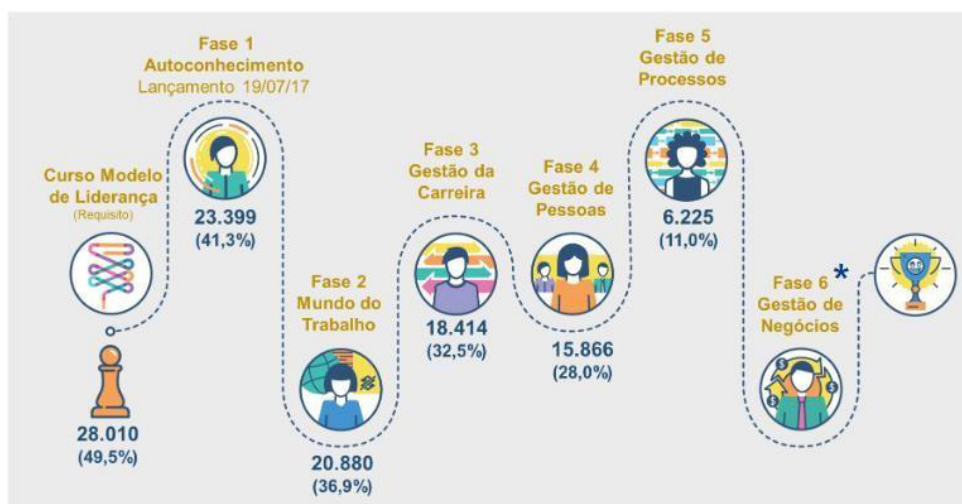 Curso Modelo
de Liderança
(Requisito)
28.010
(49,5%)
Fase 1
Autoconhecimento
Lançamento 19/07/17
23.399
(41,3%)
Fase 2
Mundo do
Trabalho
20.880
(36,9%)
Fase 3
Gestão da
Carreira
18.414
(32,5%)
Fase 4
Gestão de
Pessoas
15.866
(28,0%)
Fase 5
Gestão de
Processos
6.225
(11,0%)
Fase 6 *
Gestão de
Negócios
$
$
$